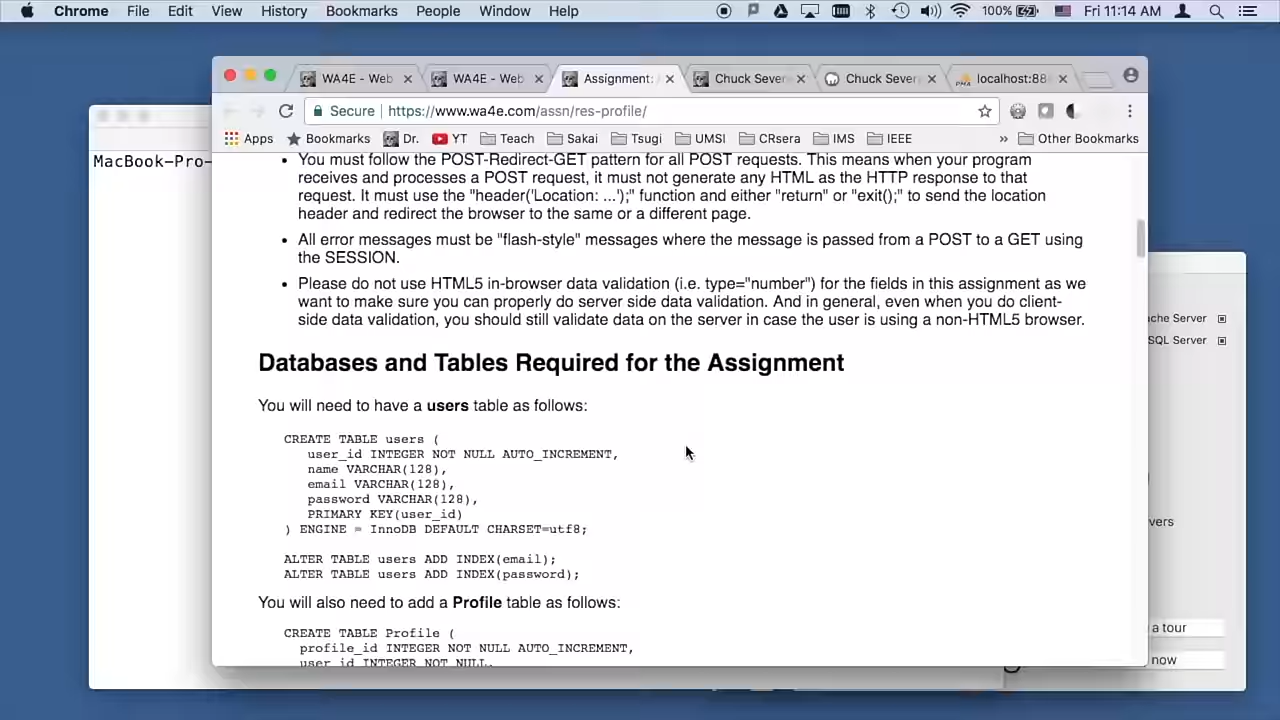 Chrome File Edit View History Bookmarks People Window Help 100% Fri 11:14 AM
WA4E - Web WA4E - Web Assignment: Chuck Sever Chuck Sever localhost:88
Secure https://www.wa4e.com/assn/res-profile/
Apps Bookmarks Dr. YT Teach Sakai Tsugi UMSI CRsera IMS IEEE » Other Bookmarks
MacBook-Pro-
• You must follow the POST-Redirect-GET pattern for all POST requests. This means when your program
receives and processes a POST request, it must not generate any HTML as the HTTP response to that
request. It must use the "header('Location: ...');" function and either "return" or "exit();" to send the location
header and redirect the browser to the same or a different page.
• All error messages must be "flash-style" messages where the message is passed from a POST to a GET using
the SESSION.
• Please do not use HTML5 in-browser data validation (i.e. type="number") for the fields in this assignment as we
want to make sure you can properly do server side data validation. And in general, even when you do client-
side data validation, you should still validate data on the server in case the user is using a non-HTML5 browser.
Databases and Tables Required for the Assignment
You will need to have a users table as follows:
CREATE TABLE users (
user_id INTEGER NOT NULL AUTO_INCREMENT,
name VARCHAR(128),
email VARCHAR(128),
password VARCHAR(128),
PRIMARY KEY(user_id)
) ENGINE = InnoDB DEFAULT CHARSET=utf8;
ALTER TABLE users ADD INDEX(email);
ALTER TABLE users ADD INDEX(password);
You will also need to add a Profile table as follows:
CREATE TABLE Profile (
profile_id INTEGER NOT NULL AUTO_INCREMENT,
user_id INTEGER NOT NULL,
che Server
SQL Server
vers
a tour
now